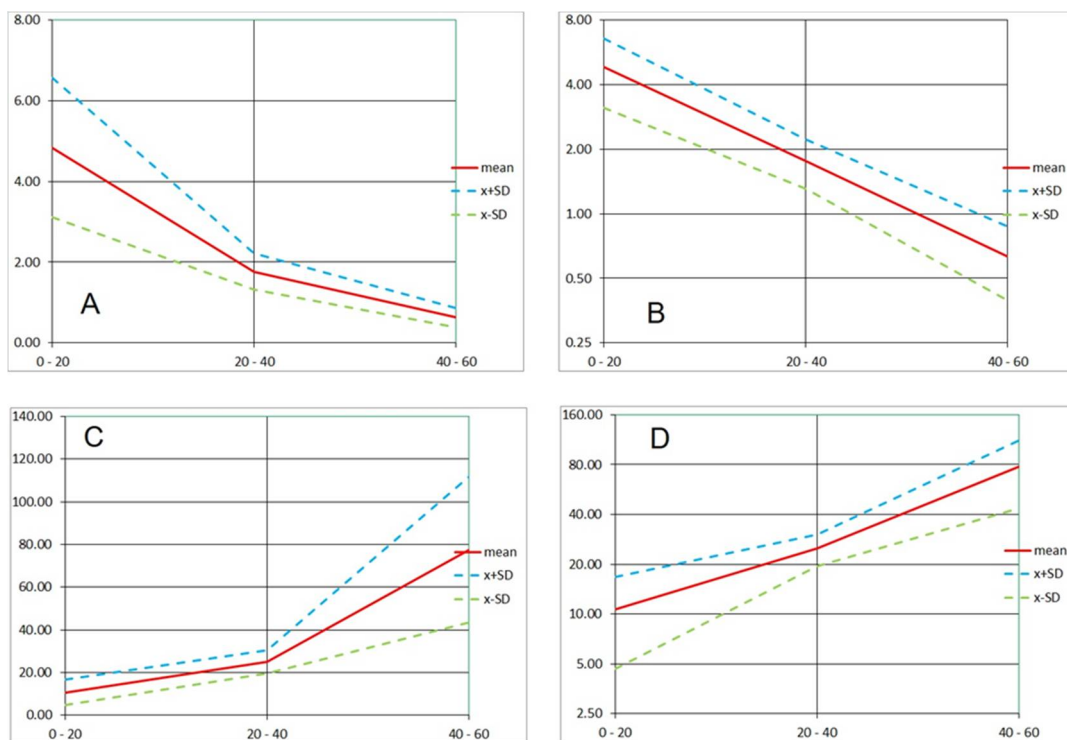 8.00
6.00
4.00
2.00
0.00
0 - 20
20 - 40
40 - 60
mean
x+SD
x-SD
A
8.00
4.00
2.00
1.00
0.50
0.25
0 - 20
20 - 40
40 - 60
mean
x+SD
x-SD
B
140.00
120.00
100.00
80.00
60.00
40.00
20.00
0.00
0 - 20
20 - 40
40 - 60
mean
x+SD
x-SD
C
160.00
80.00
40.00
20.00
10.00
5.00
2.50
0 - 20
20 - 40
40 - 60
mean
x+SD
x-SD
D